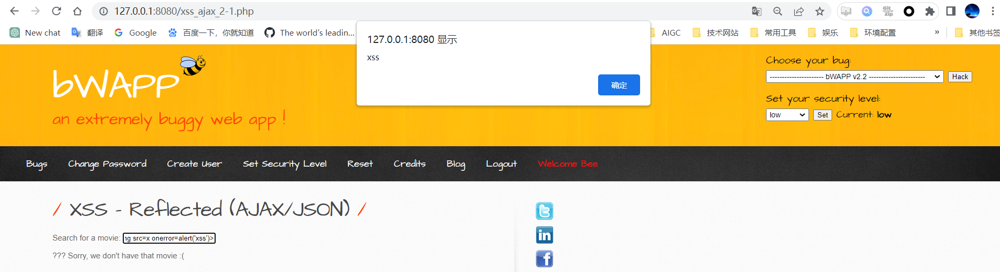 127.0.0.1:8080/xss_ajax_2-1.php
New chat
翻译
Google
百度一下，你就知道
The world's leadin...
AIGC
技术网站
常用工具
娱乐
环境配置
»
其他书签
127.0.0.1:8080 显示
xss
确定
bWAPP
an extremely buggy web app !
Choose your bug:
---------------------- bWAPP v2.2 -----------------------
Hack
Set your security level:
low
Set
Current: low
Bugs
Change Password
Create User
Set Security Level
Reset
Credits
Blog
Logout
Welcome Bee
/ XSS - Reflected (AJAX/JSON) /
Search for a movie: ng src=x onerror=alert('xss')>
??? Sorry, we don't have that movie :(